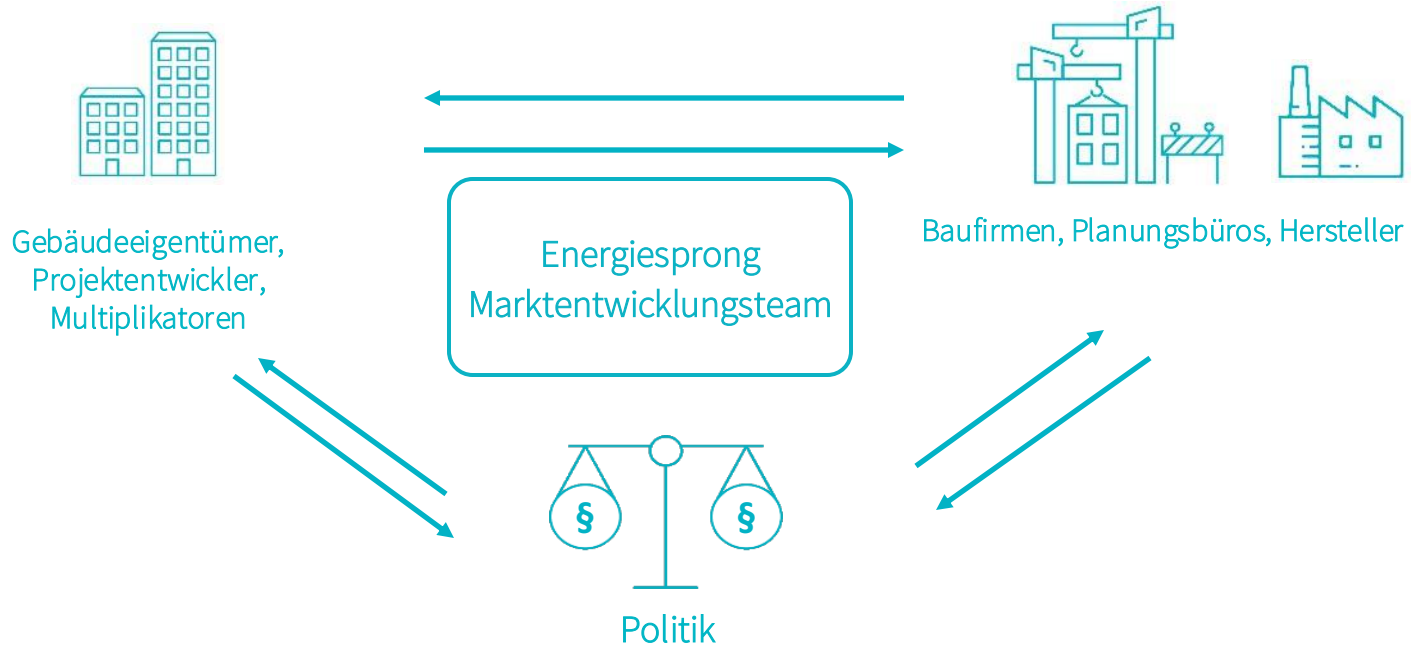 Gebäudeeigentümer,
Projektentwickler,
Multiplikatoren
Energiesprong
Marktentwicklungsteam
Baufirmen, Planungsbüros, Hersteller
§ §
Politik